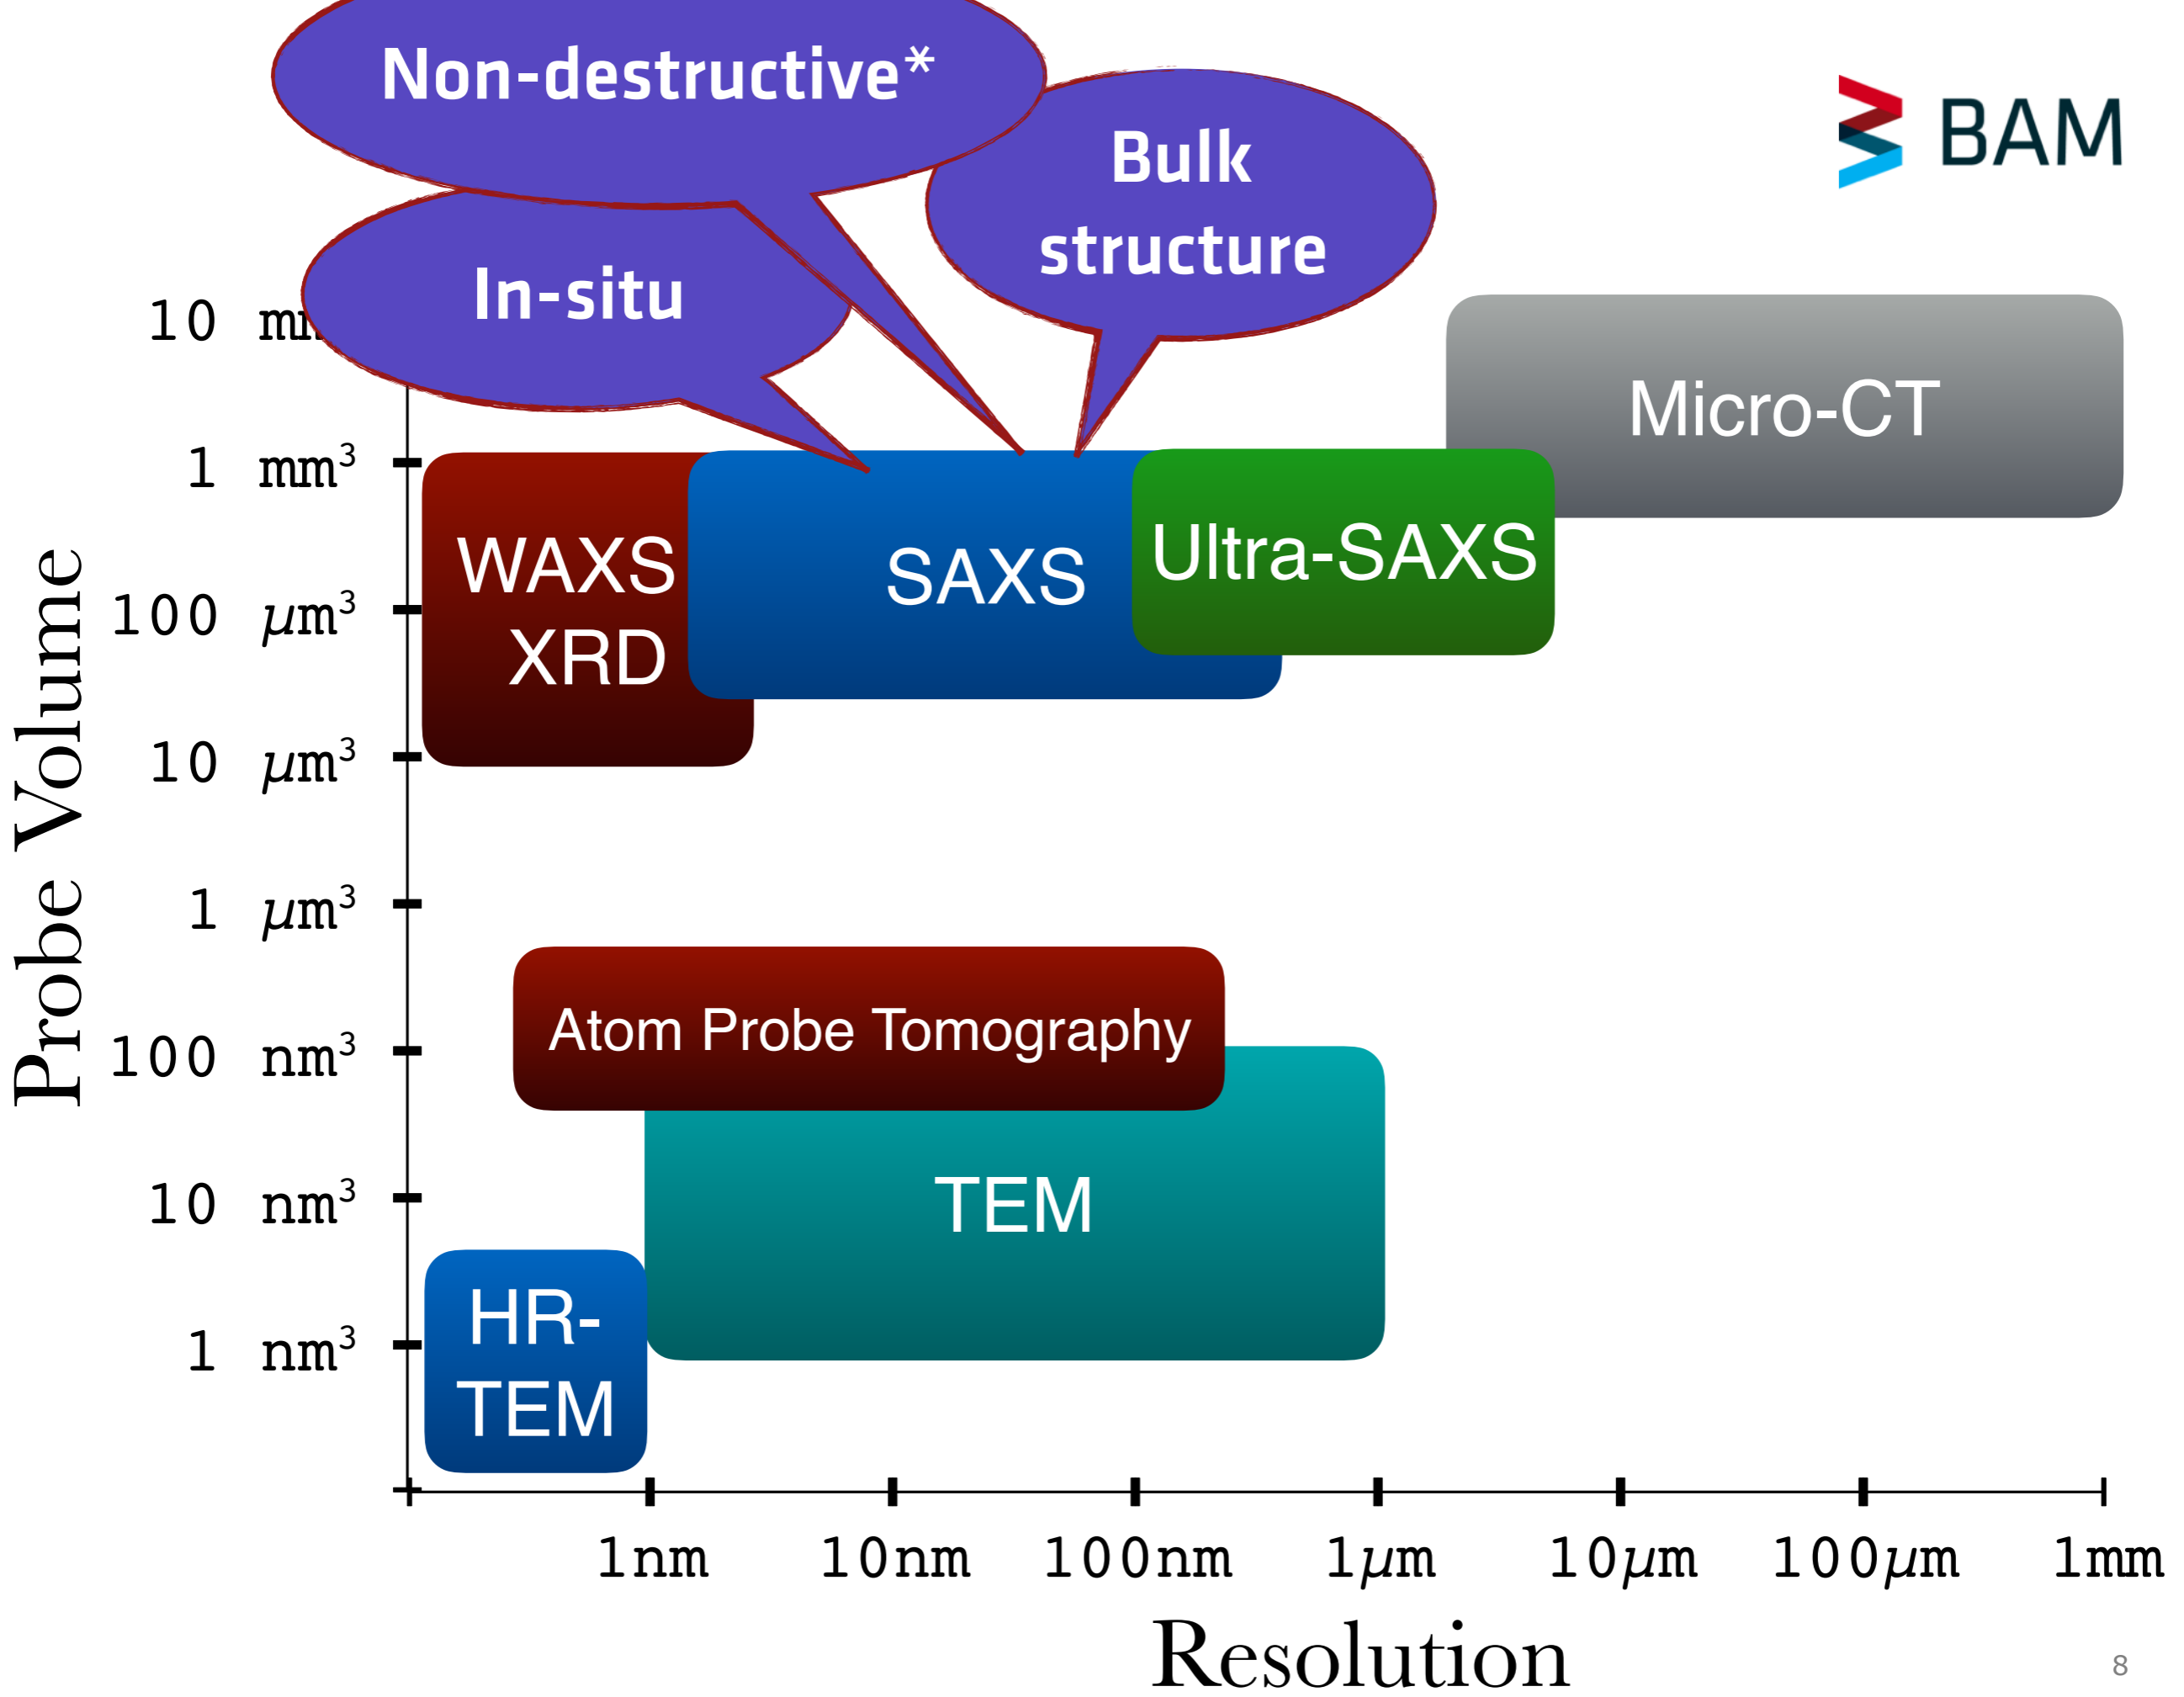 Non-destructive*
Bulk
structure
In-situ
BAM
Probe Volume
10
1 mm³
100 μm³
10 μm³
1 μm³
100 nm³
10 nm³
1 nm³
Micro-CT
WAXS
XRD
SAXS
Ultra-SAXS
Atom Probe Tomography
TEM
HR-
TEM
1nm 10nm 100nm 1μm 10μm 100μm 1mm
Resolution
8